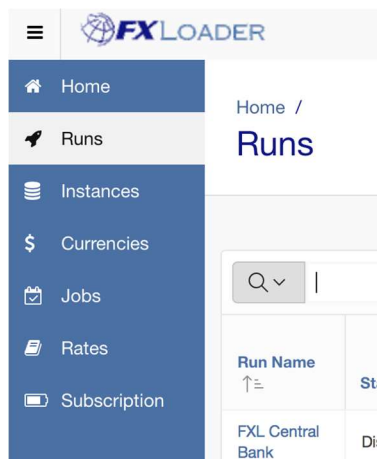 FXLOADER
Home
Runs
Instances
Currencies
Jobs
Rates
Subscription
Home /
Runs
Run Name
FXL Central
Bank